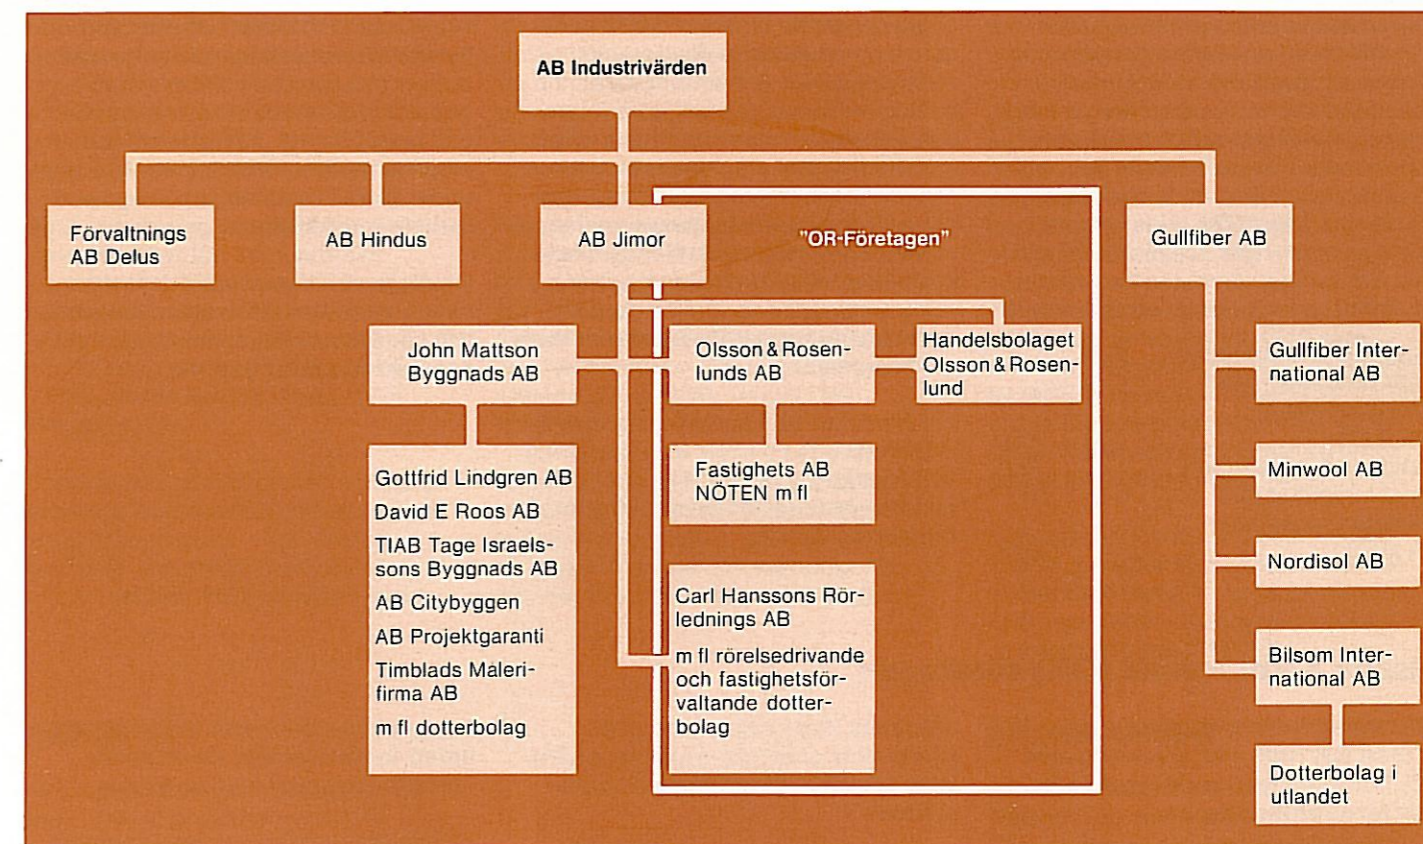 AB Industrivärden
Förvaltnings
AB Delus
AB Hindus
AB Jimor
"OR-Företagen"
Gullfiber AB
John Mattson
Byggnads AB
Olsson & Rosen-
lunds AB
Handelsbolaget
Olsson & Rosen-
lund
Gottfrid Lindgren AB
David E Roos AB
TIAB Tage Israels-
sons Byggnads AB
AB Citybyggen
AB Projektgaranti
Timblads Maleri-
firma AB
m fl dotterbolag
Fastighets AB
NÖTEN m fl
Carl Hanssons Rör-
lednings AB
m fl rörelsedrivande
och fastighetsför-
valtande dotter-
bolag
Gullfiber Inter-
national AB
Minwool AB
Nordisol AB
Bilsom Inter-
national AB
Dotterbolag i
utlandet